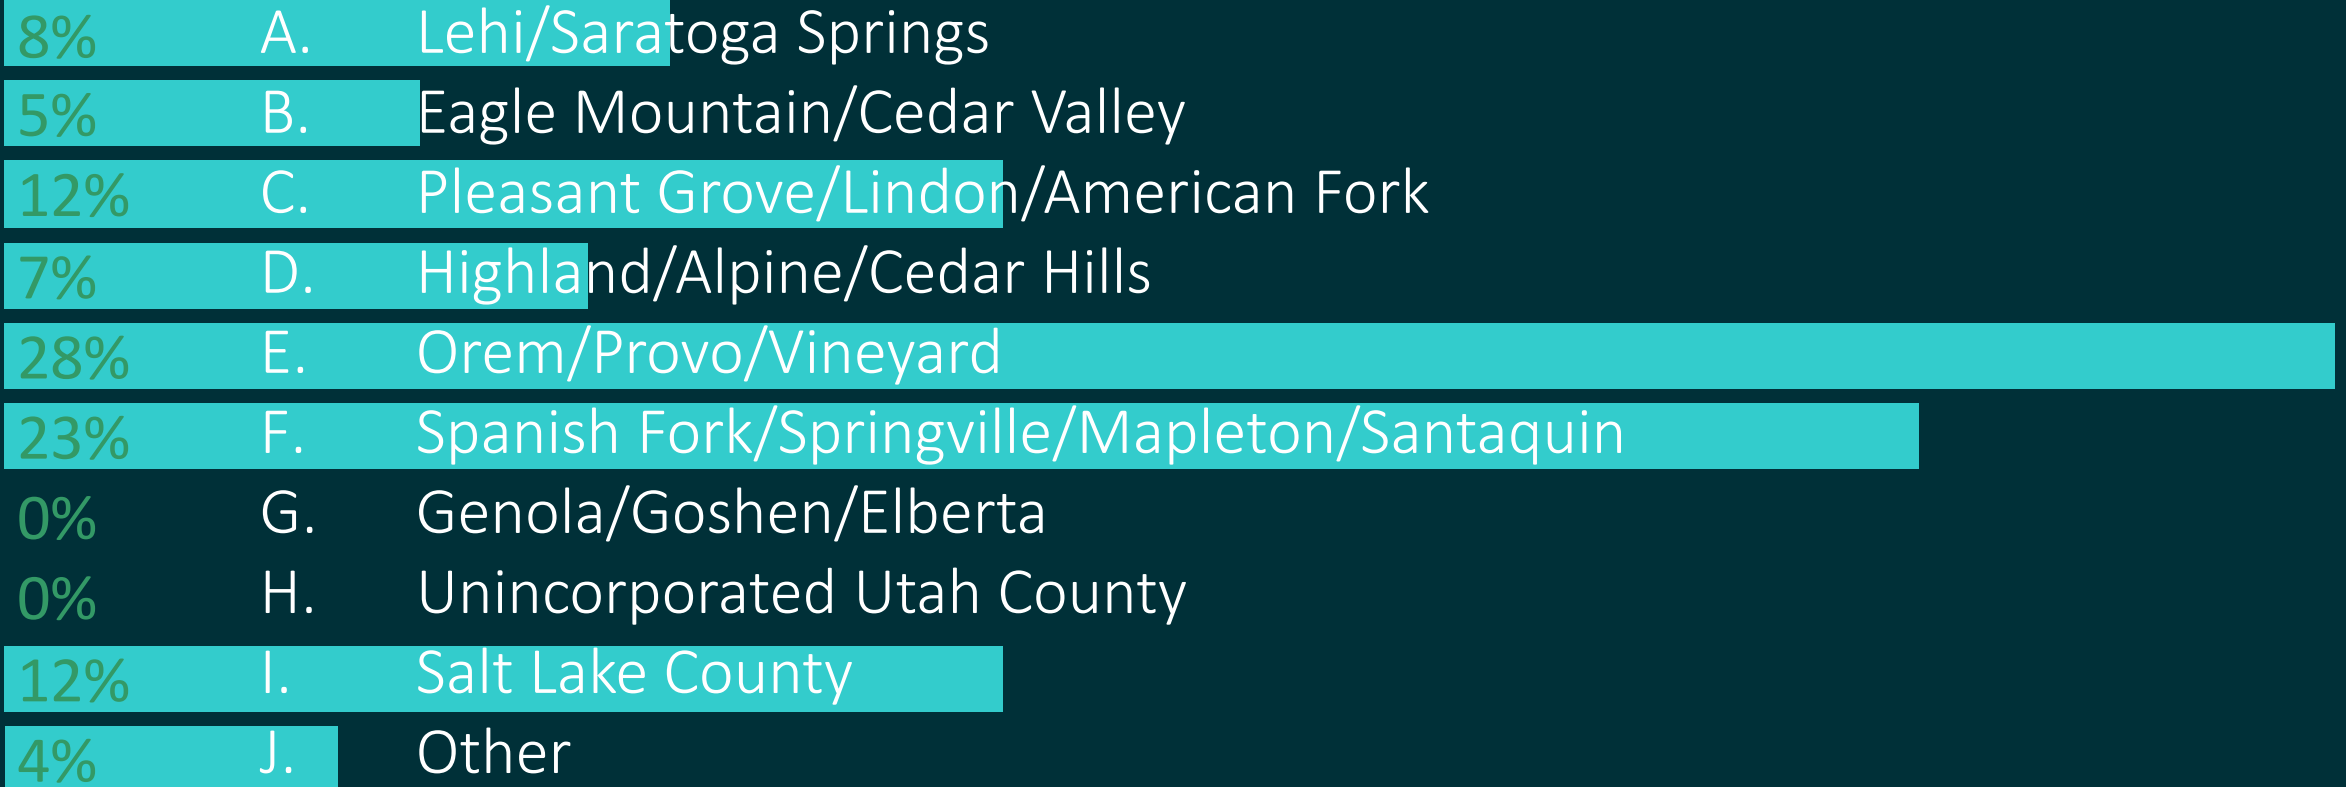 8% A. Lehi/Saratoga Springs
5% B. Eagle Mountain/Cedar Valley
12% C. Pleasant Grove/Lindon/American Fork
7% D. Highland/Alpine/Cedar Hills
28% E. Orem/Provo/Vineyard
23% F. Spanish Fork/Springville/Mapleton/Santaquin
0% G. Genola/Goshen/Elberta
0% H. Unincorporated Utah County
12% I. Salt Lake County
4% J. Other